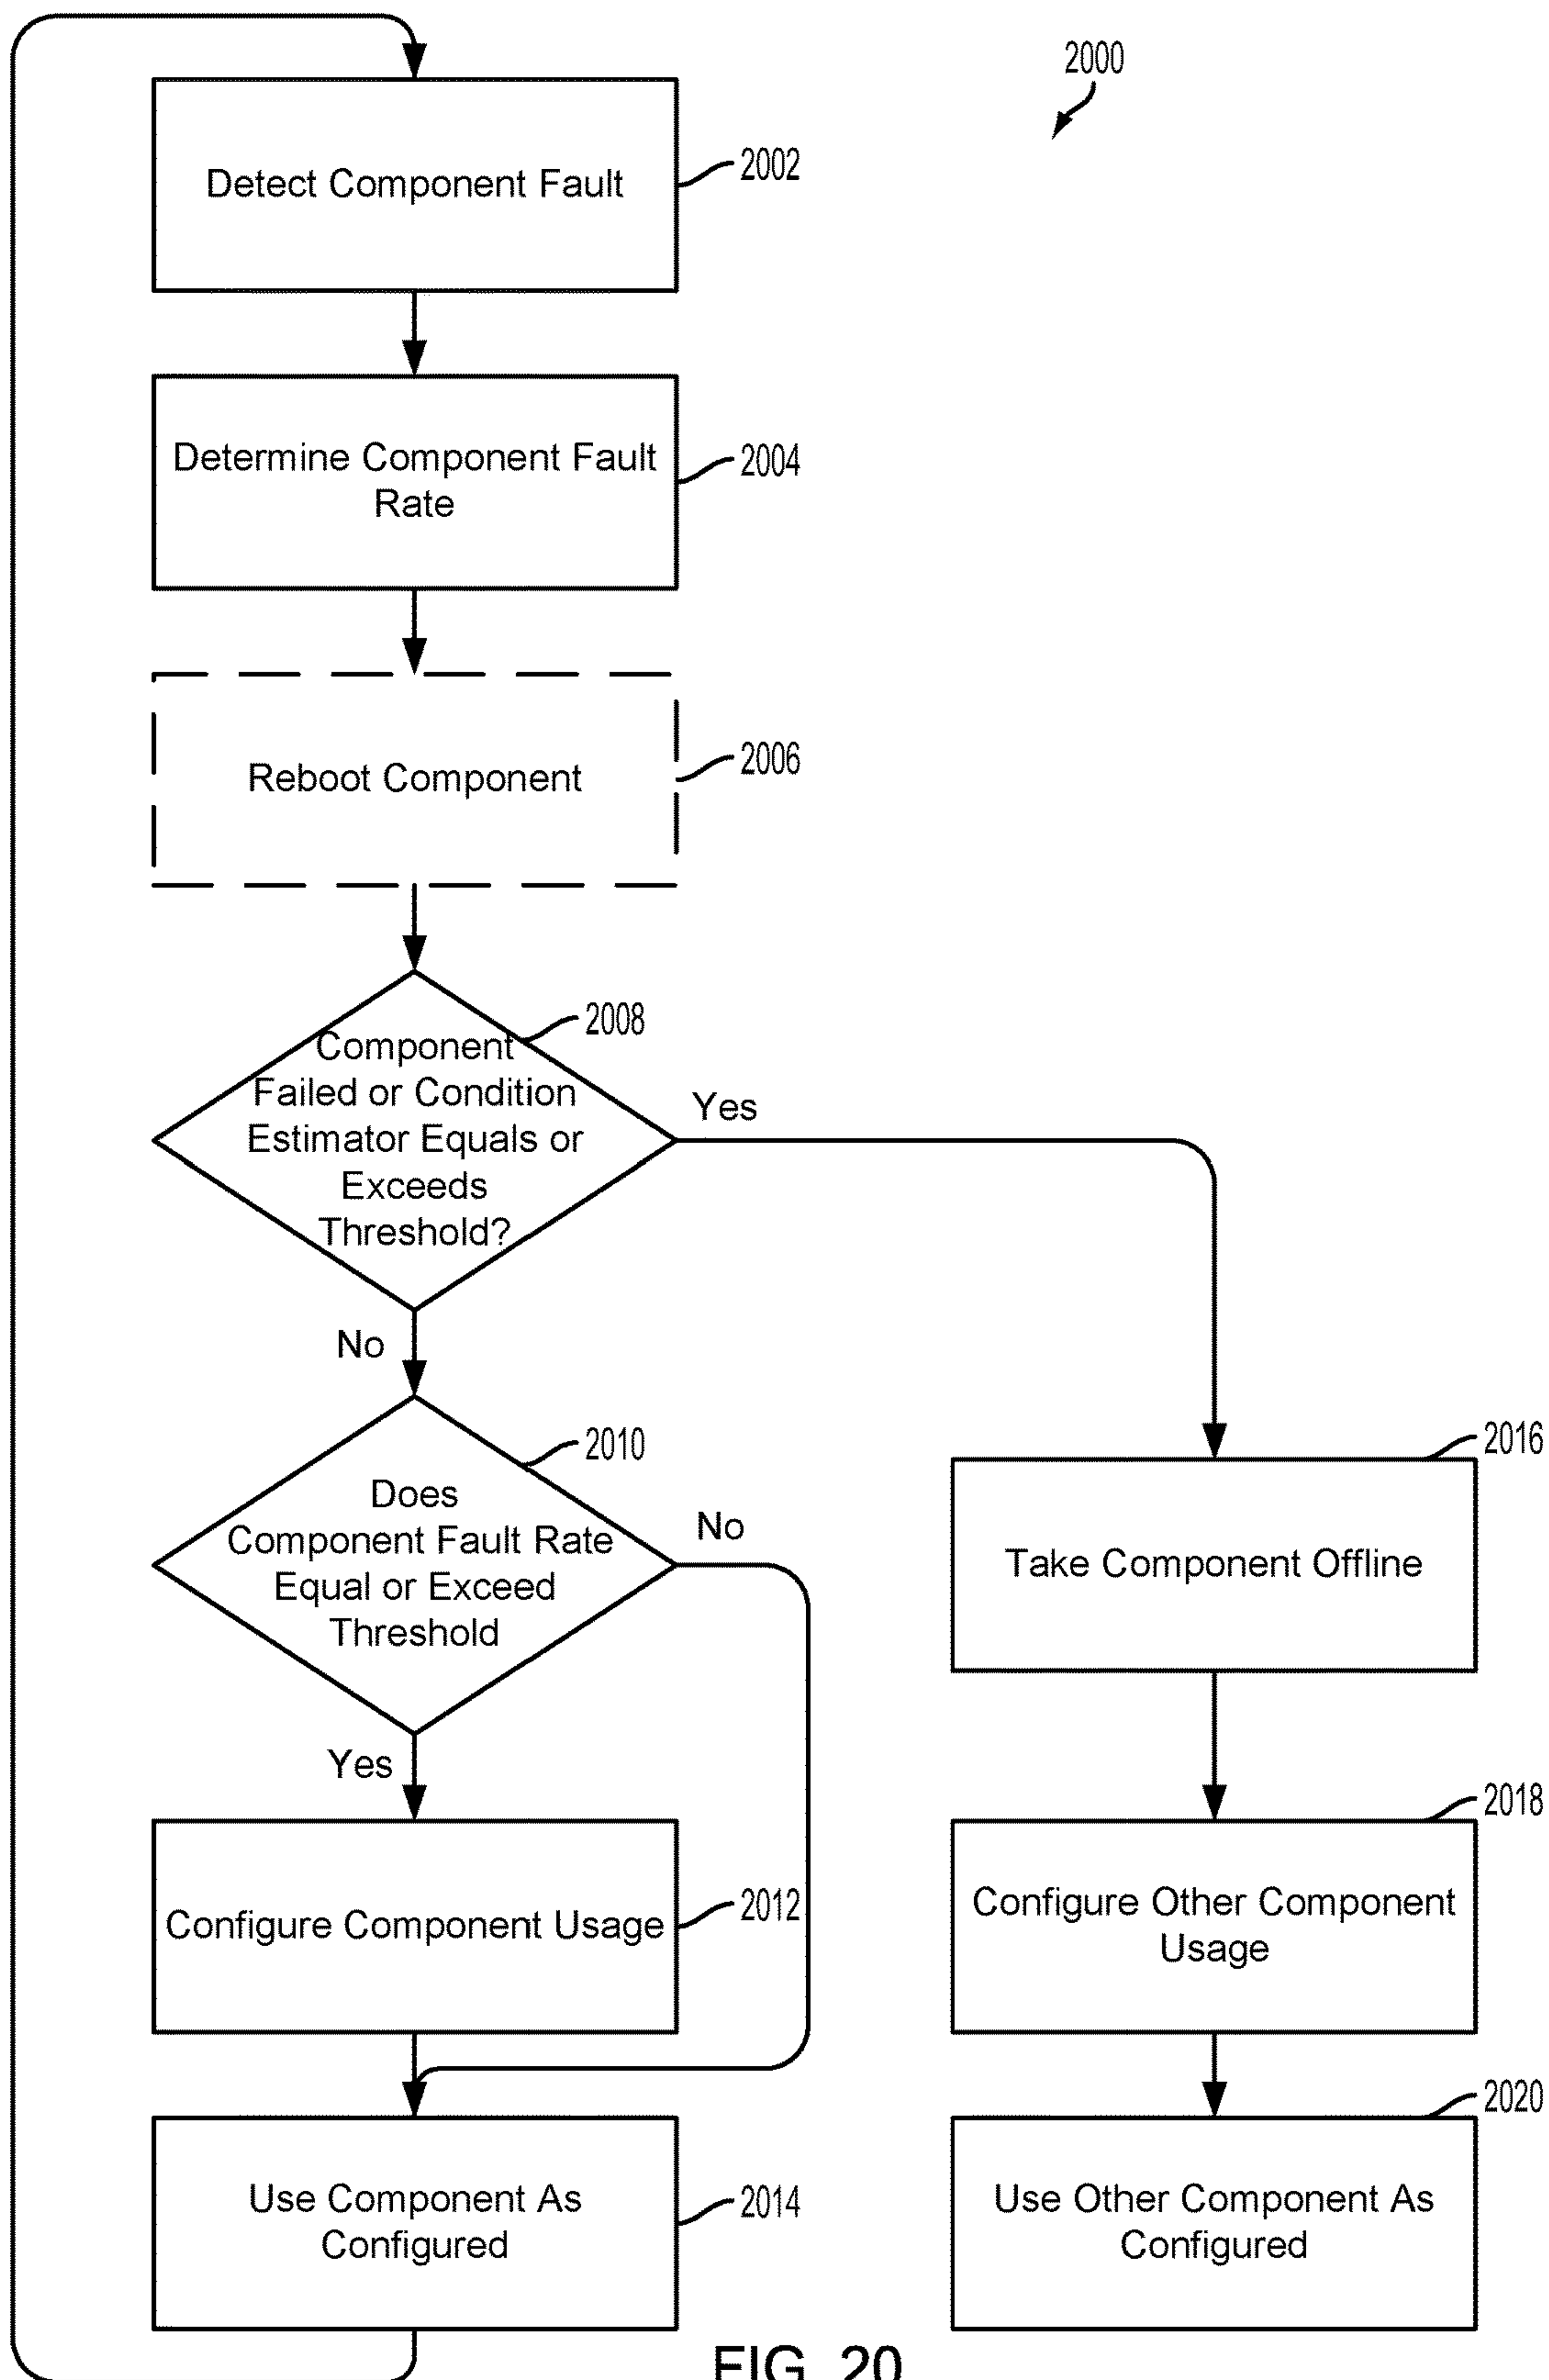 2000
Detect Component Fault
2002
Determine Component Fault
Rate
2004
Reboot Component
2006
2008
Component
Failed or Condition
Estimator Equals or
Exceeds
Threshold?
Yes
No
2010
Does
Component Fault Rate
Equal or Exceed
Threshold
No
Yes
2016
Take Component Offline
2012
Configure Component Usage
2018
Configure Other Component
Usage
2014
Use Component As
Configured
2020
Use Other Component As
Configured
FIG. 20